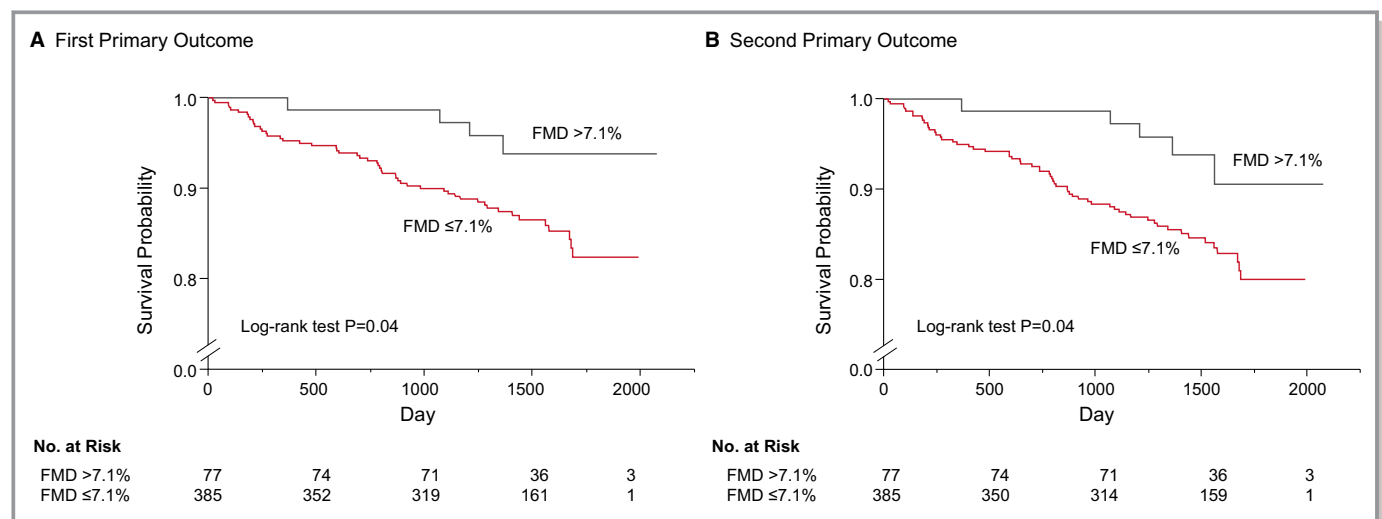 A First Primary Outcome
Survival Probability
1.0
0.9
0.8
0.0
FMD >7.1%
FMD ≤7.1%
Log-rank test P=0.04
0 500 1000 1500 2000
Day
No. at Risk
FMD >7.1% 77 74 71 36 3
FMD ≤7.1% 385 352 319 161 1
B Second Primary Outcome
Survival Probability
1.0
0.9
0.8
0.0
FMD >7.1%
FMD ≤7.1%
Log-rank test P=0.04
0 500 1000 1500 2000
Day
No. at Risk
FMD >7.1% 77 74 71 36 3
FMD ≤7.1% 385 350 314 159 1